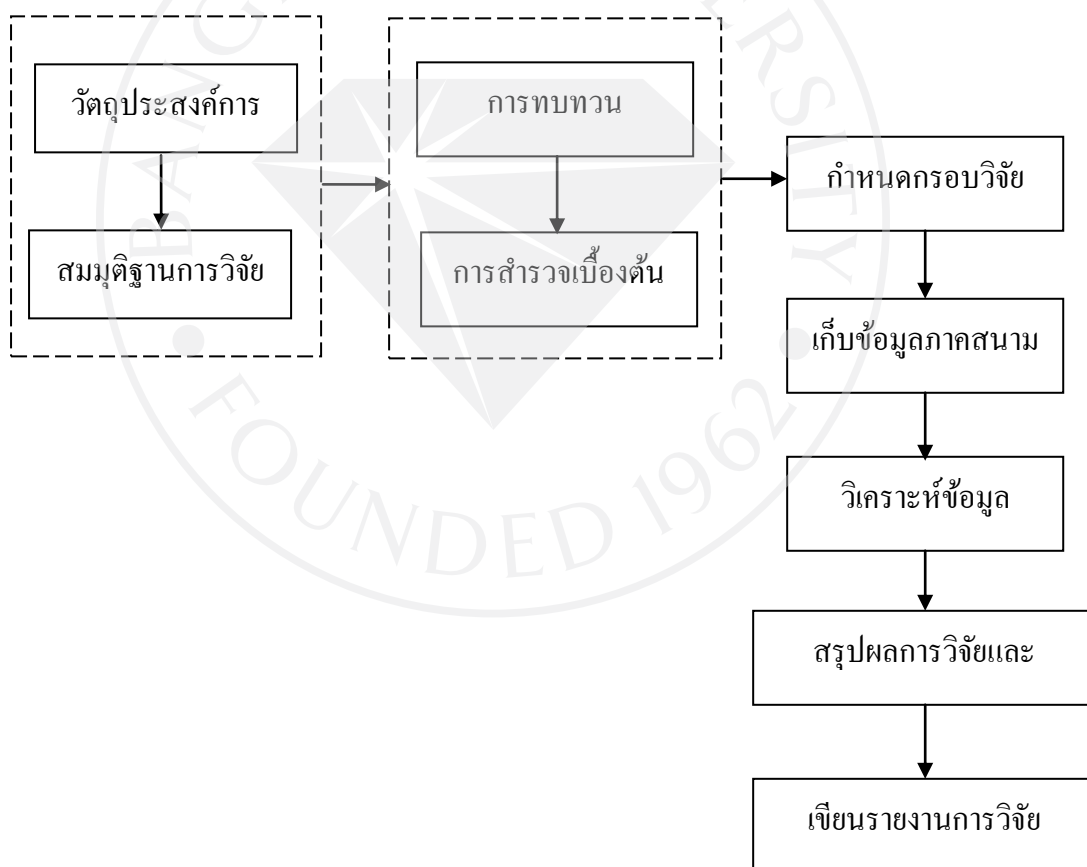 วัตถุประสงค์การ
สมมุติฐานการวิจัย
การทบทวน
การสำรวจเบื้องต้น
กำหนดกรอบวิจัย
เก็บข้อมูลภาคสนาม
วิเคราะห์ข้อมูล
สรุปผลการวิจัยและ
เขียนรายงานการวิจัย
BANG
ERSITY
FOUNDED 1962